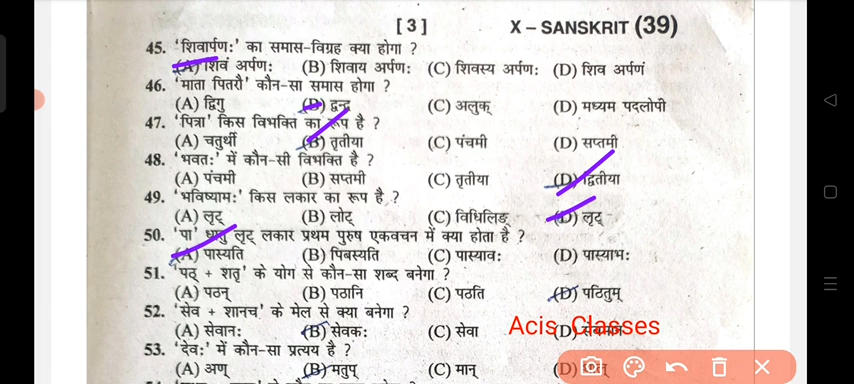 [ 3 ] X – SANSKRIT (39)
45. 'शिवार्पण:' का समास-विग्रह क्या होगा ?
(A) शिवं अर्पण: (B) शिवाय अर्पण: (C) शिवस्य अर्पण: (D) शिव अर्पणं
46. 'माता पितरौ' कौन-सा समास होगा ?
(A) द्विगु (B) द्वन्द्व (C) अलुक् (D) मध्यम पदलोपी
47. 'पित्रा' किस विभक्ति का रूप है ?
(A) चतुर्थी (B) तृतीया (C) पंचमी (D) सप्तमी
48. 'भवत:' में कौन-सी विभक्ति है ?
(A) पंचमी (B) सप्तमी (C) तृतीया (D) द्वितीया
49. 'भविष्याम:' किस लकार का रूप है ?
(A) लृट् (B) लोट् (C) विधिलिङ् (D) लृट्
50. 'पा' धातु लृट् लकार प्रथम पुरुष एकवचन में क्या होता है ?
(A) पास्यति (B) पिबस्यति (C) पास्याव: (D) पास्याभ:
51. 'पठ् + शतृ' के योग से कौन-सा शब्द बनेगा ?
(A) पठन् (B) पठानि (C) पठति (D) पठितुम्
52. 'सेव + शानच' के मेल से क्या बनेगा ?
(A) सेवान: (B) सेवक: (C) सेवा (D)
Acis Classes
53. 'देव:' में कौन-सा प्रत्यय है ?
(A) अण् (B) मतुप् (C) मान् (D)